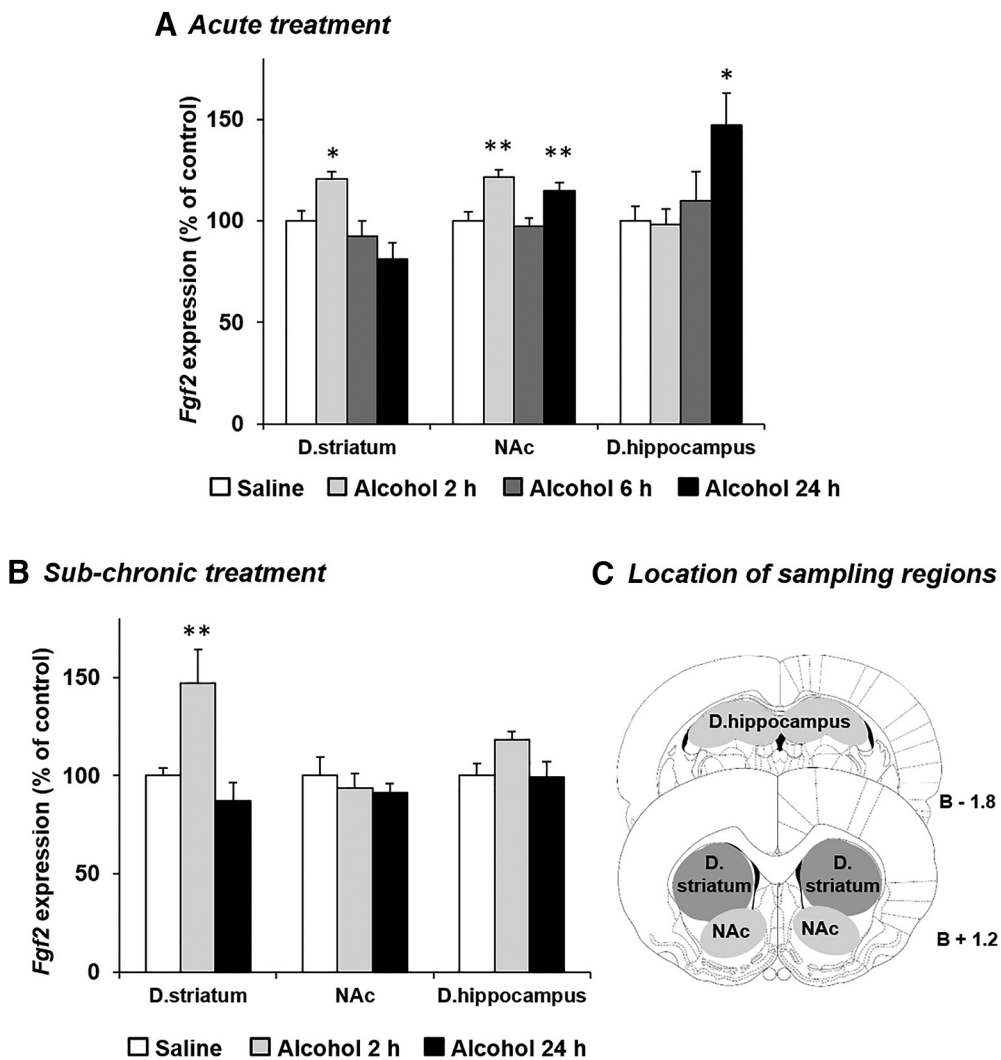 A Acute treatment
Fgf2 expression (% of control)
150
100
50
0
*
** **
*
D.striatum NAc D.hippocampus
Saline Alcohol 2 h Alcohol 6 h Alcohol 24 h
B Sub-chronic treatment
Fgf2 expression (% of control)
150
100
50
0
**
D.striatum NAc D.hippocampus
Saline Alcohol 2 h Alcohol 24 h
C Location of sampling regions
D.hippocampus
B - 1.8
D.
striatum
D.
striatum
NAc NAc
B + 1.2